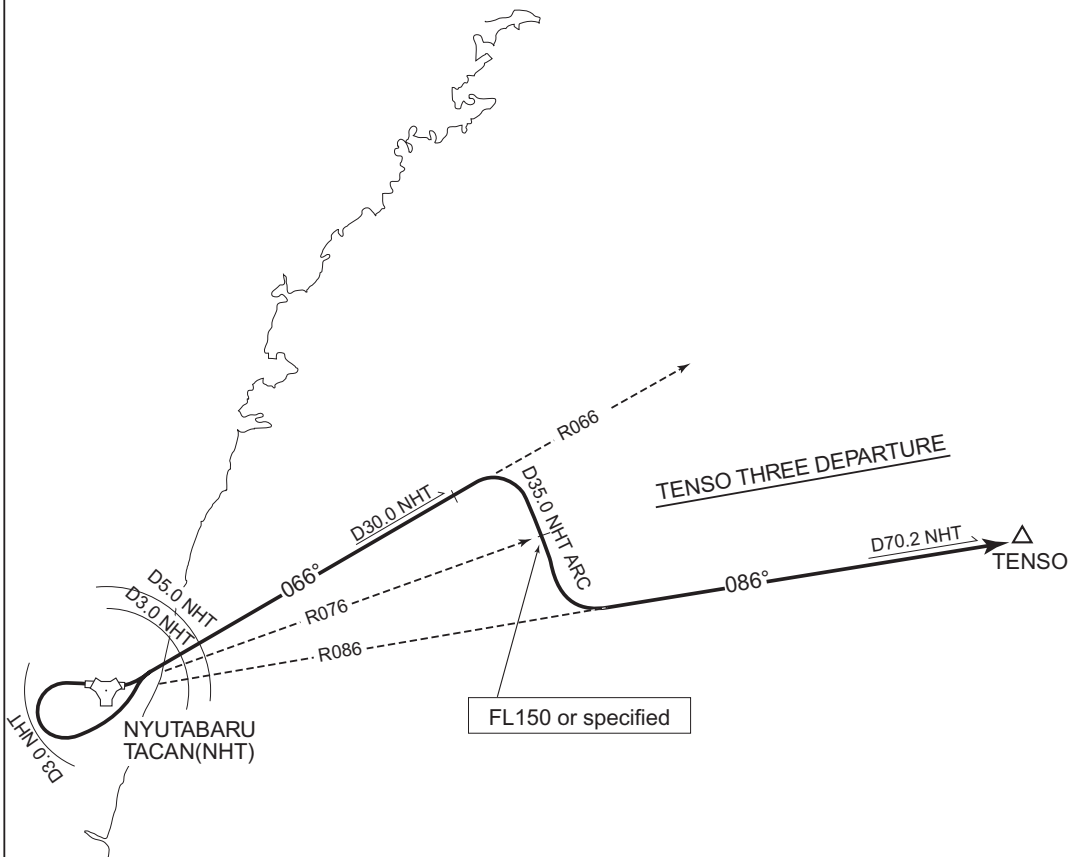 R066
TENSO THREE DEPARTURE
D30.0 NHT
D35.0 NHT ARC
D70.2 NHT
TENSO
066°
086°
D5.0 NHT
D3.0 NHT
R076
R086
FL150 or specified
NYUTABARU
TACAN(NHT)
D3.0 NHT